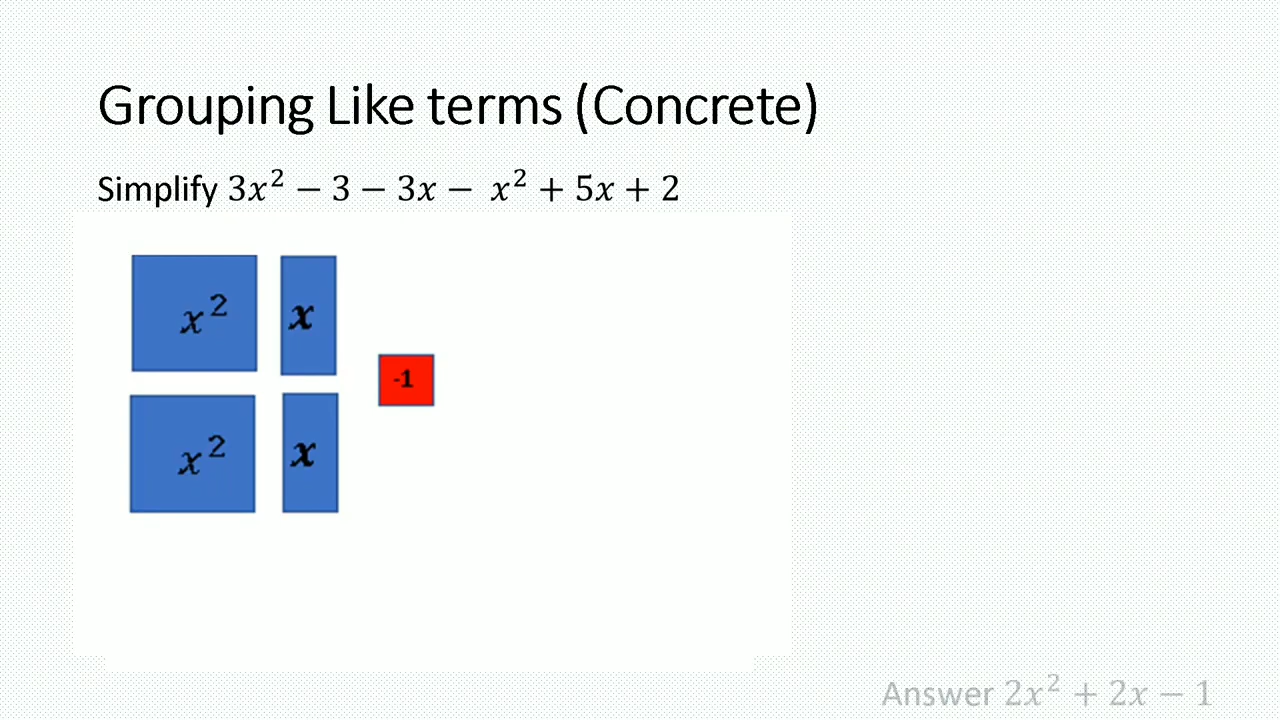 Grouping Like terms (Concrete)
Simplify 3x² − 3 − 3x − x² + 5x + 2
x² x
-1
x² x
Answer 2x² + 2x − 1